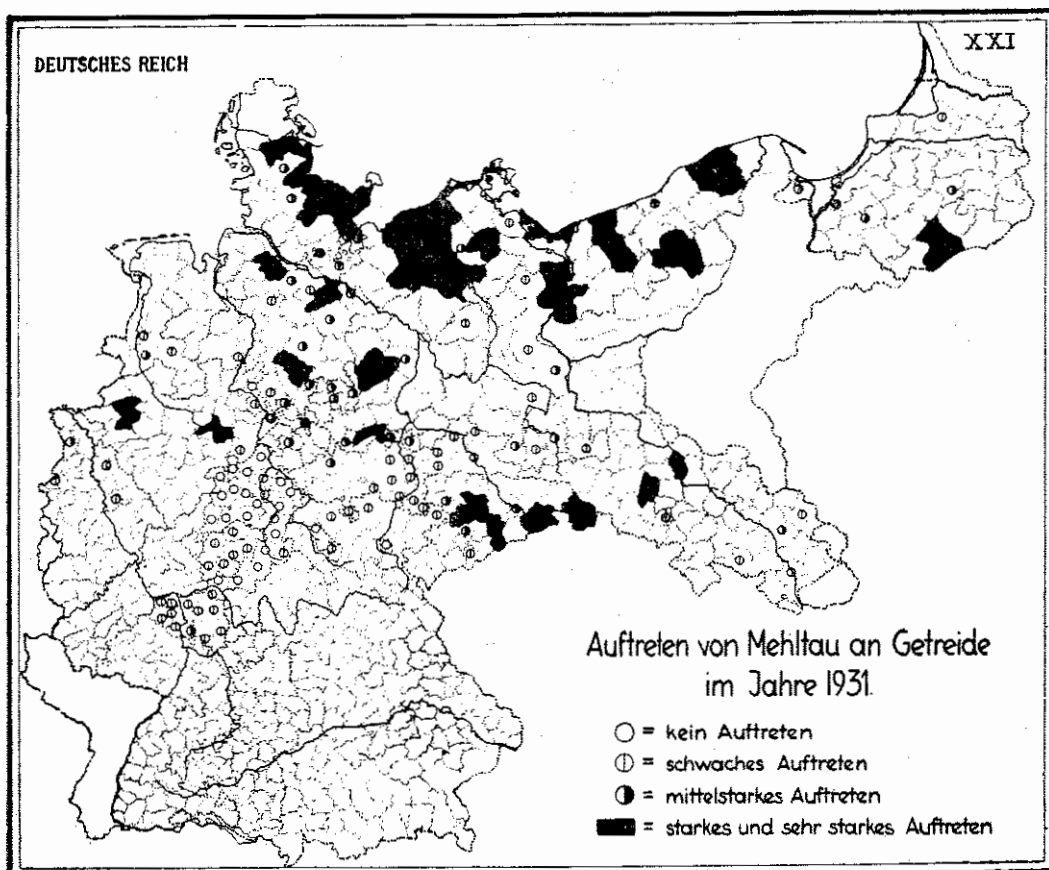 DEUTSCHES REICH
XXI
Auftreten von Mehltau an Getreide
im Jahre 1931.
= kein Auftreten
= schwaches Auftreten
= mittelstarkes Auftreten
= starkes und sehr starkes Auftreten